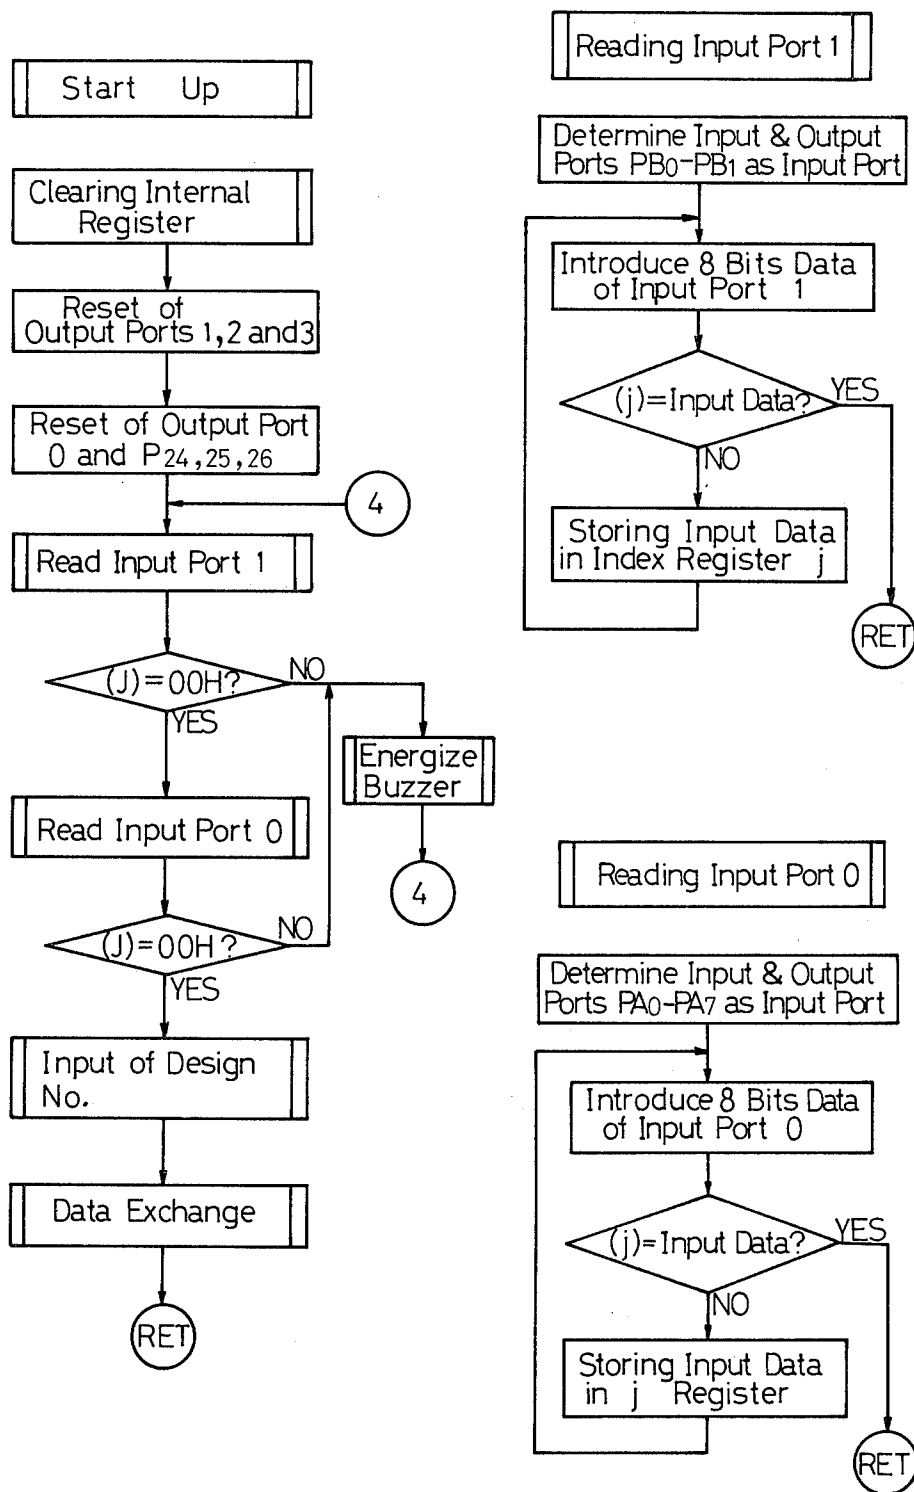 Start Up
Clearing Internal
Register
Reset of
Output Ports 1,2 and 3
Reset of Output Port
0 and P24,25,26
4
Read Input Port 1
(J)=00H?
NO
YES
Energize
Buzzer
4
Read Input Port 0
(J)=00H?
NO
YES
Input of Design
No.
Data Exchange
RET
Reading Input Port 1
Determine Input & Output
Ports PB0-PB1 as Input Port
Introduce 8 Bits Data
of Input Port 1
(j)=Input Data?
YES
NO
Storing Input Data
in Index Register j
RET
Reading Input Port 0
Determine Input & Output
Ports PA0-PA7 as Input Port
Introduce 8 Bits Data
of Input Port 0
(j)=Input Data?
YES
NO
Storing Input Data
in j Register
RET